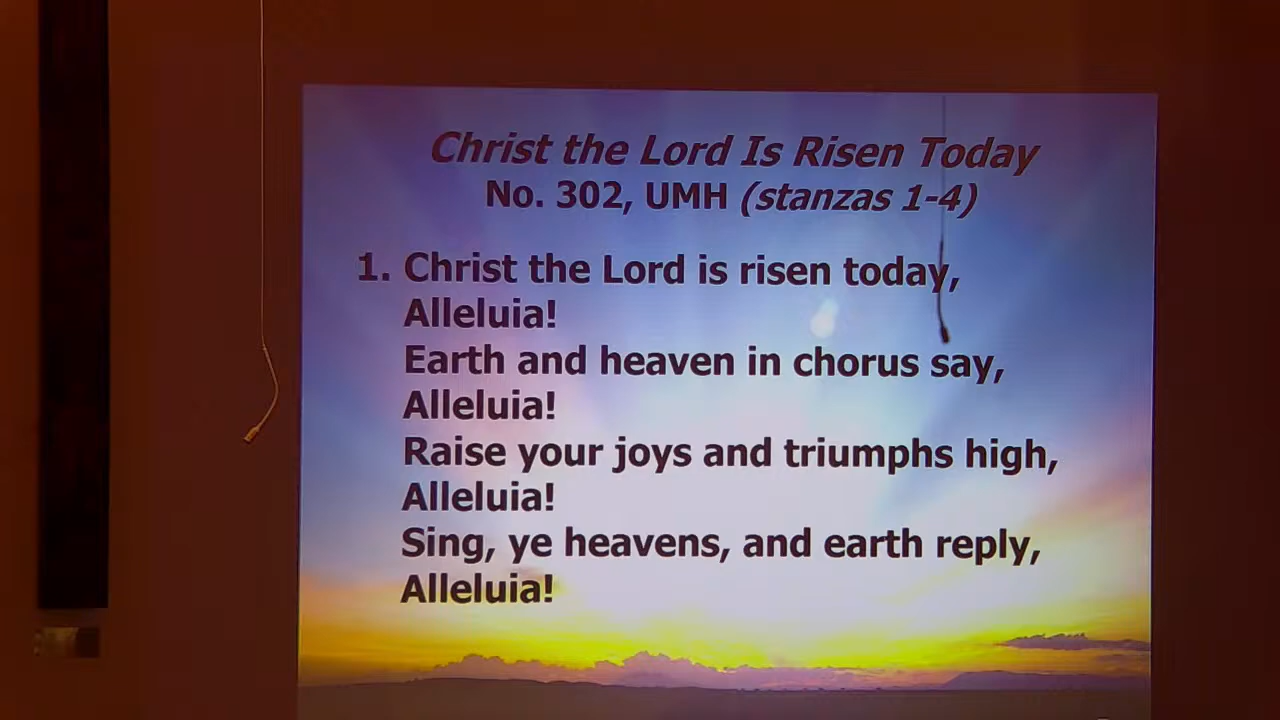 Christ the Lord Is Risen Today
No. 302, UMH (stanzas 1-4)
1. Christ the Lord is risen today,
Alleluia!
Earth and heaven in chorus say,
Alleluia!
Raise your joys and triumphs high,
Alleluia!
Sing, ye heavens, and earth reply,
Alleluia!